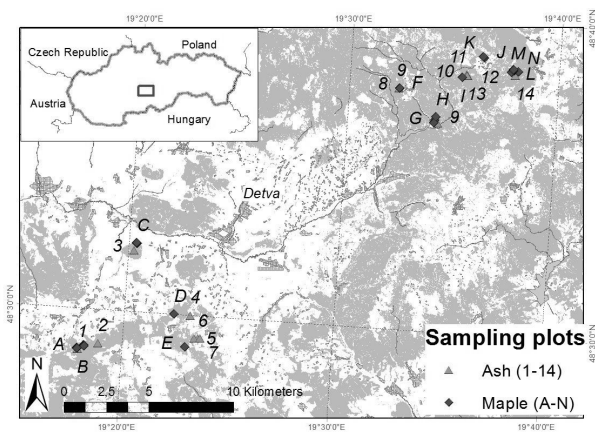 19°20'0"E
19°30'0"E
19°40'0"E
48°40'0"N
Czech Republic
Poland
Austria
Hungary
K
11
J M N
9
10
8
F
12
L
I
13
14
H
G
9
Detva
C
3
D 4
6
48°30'0"N
A 1 2
B
E
5
7
48°30'0"N
Sampling plots
Ash (1-14)
Maple (A-N)
N
0 2,5 5 10 Kilometers
19°20'0"E
19°30'0"E
19°40'0"E